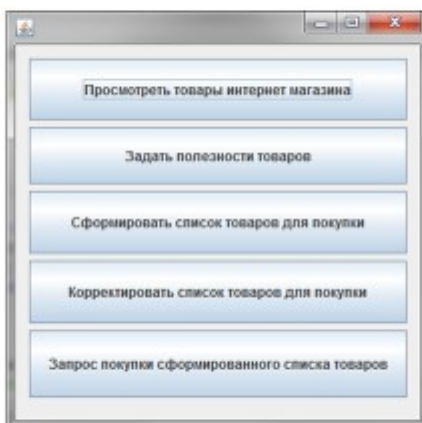 Просмотреть товары интернет магазина
Задать полезности товаров
Сформировать список товаров для покупки
Корректировать список товаров для покупки
Запрос покупки сформированного списка товаров